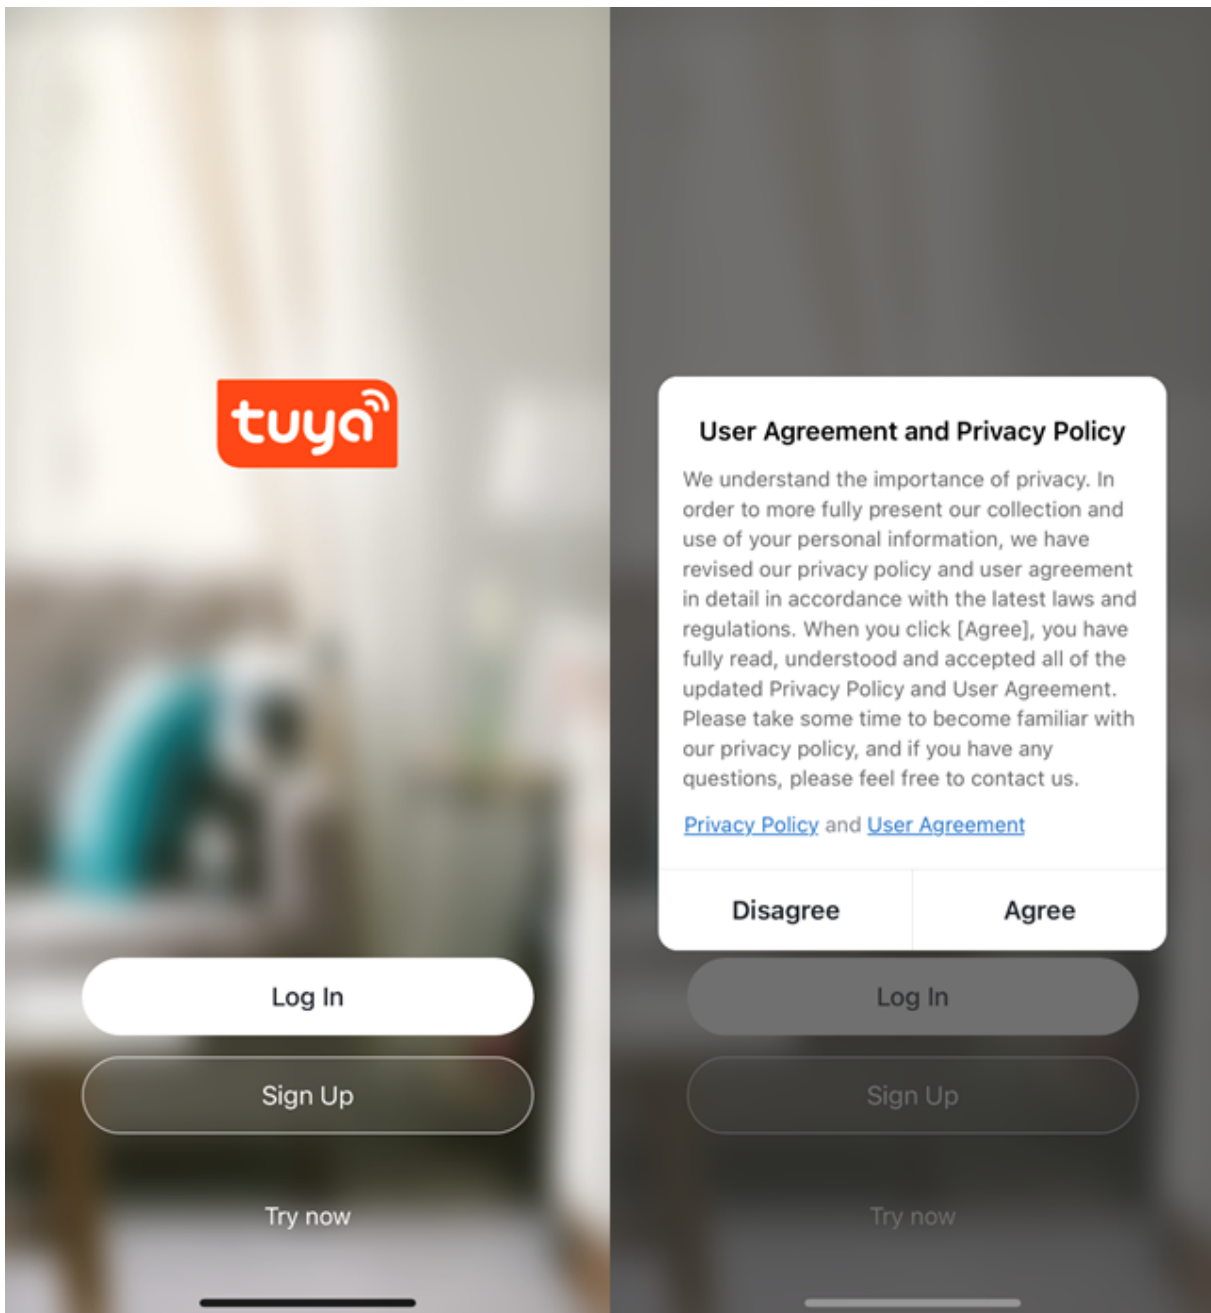 tuya
Log In
Sign Up
Try now
User Agreement and Privacy Policy
We understand the importance of privacy. In
order to more fully present our collection and
use of your personal information, we have
revised our privacy policy and user agreement
in detail in accordance with the latest laws and
regulations. When you click [Agree], you have
fully read, understood and accepted all of the
updated Privacy Policy and User Agreement.
Please take some time to become familiar with
our privacy policy, and if you have any
questions, please feel free to contact us.
Privacy Policy and User Agreement
Disagree Agree
Log In
Sign Up
Try now